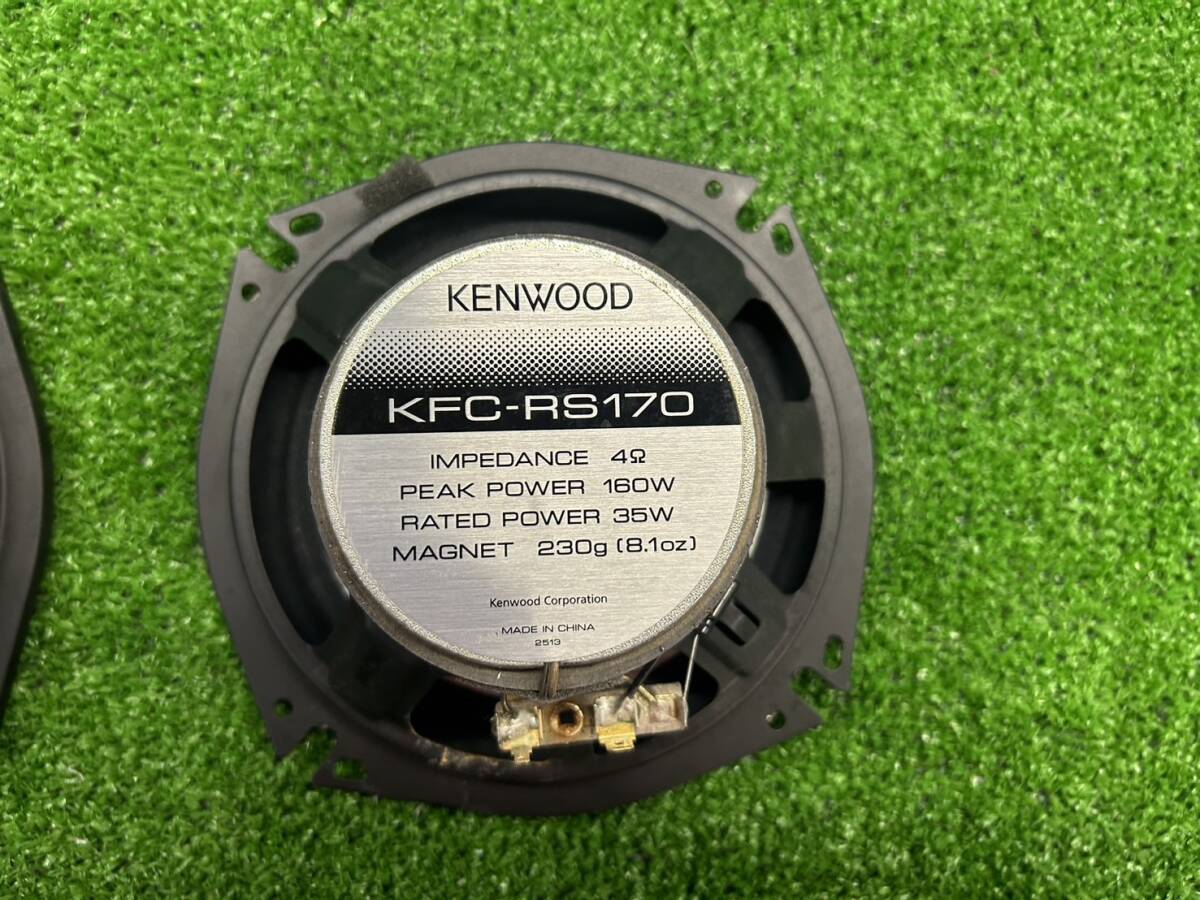 KENWOOD
KFC-RS170
IMPEDANCE 4Ω
PEAK POWER 160W
RATED POWER 35W
MAGNET 230g (8.1oz)
Kenwood Corporation
MADE IN CHINA
2513